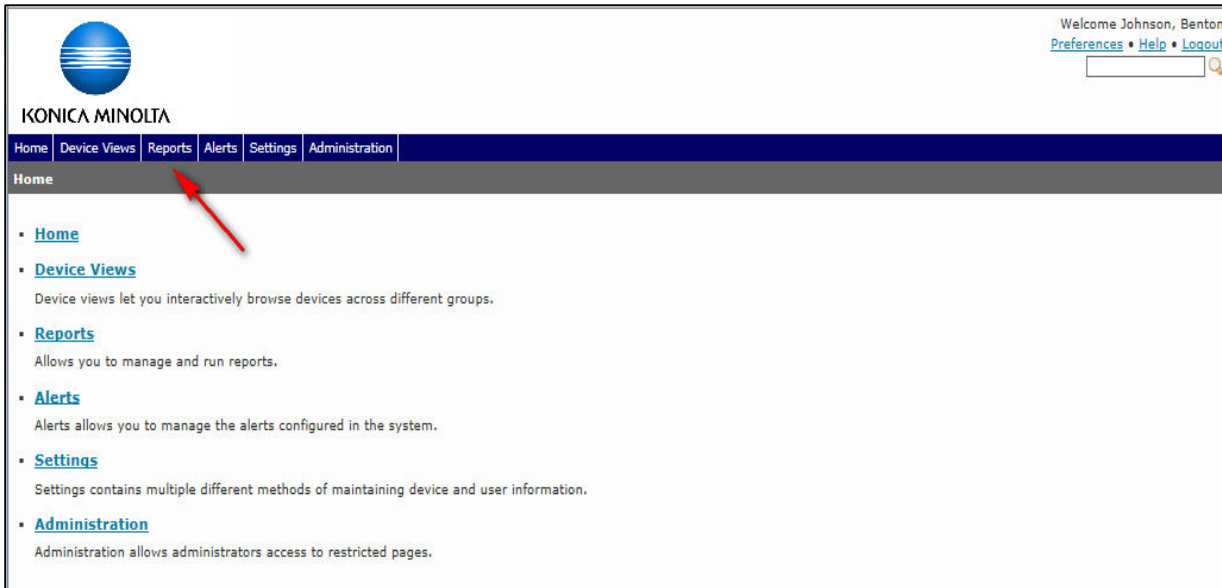 Welcome Johnson, Benton
Preferences • Help • Logout
KONICA MINOLTA
Home Device Views Reports Alerts Settings Administration
Home
▪ Home
▪ Device Views
Device views let you interactively browse devices across different groups.
▪ Reports
Allows you to manage and run reports.
▪ Alerts
Alerts allows you to manage the alerts configured in the system.
▪ Settings
Settings contains multiple different methods of maintaining device and user information.
▪ Administration
Administration allows administrators access to restricted pages.